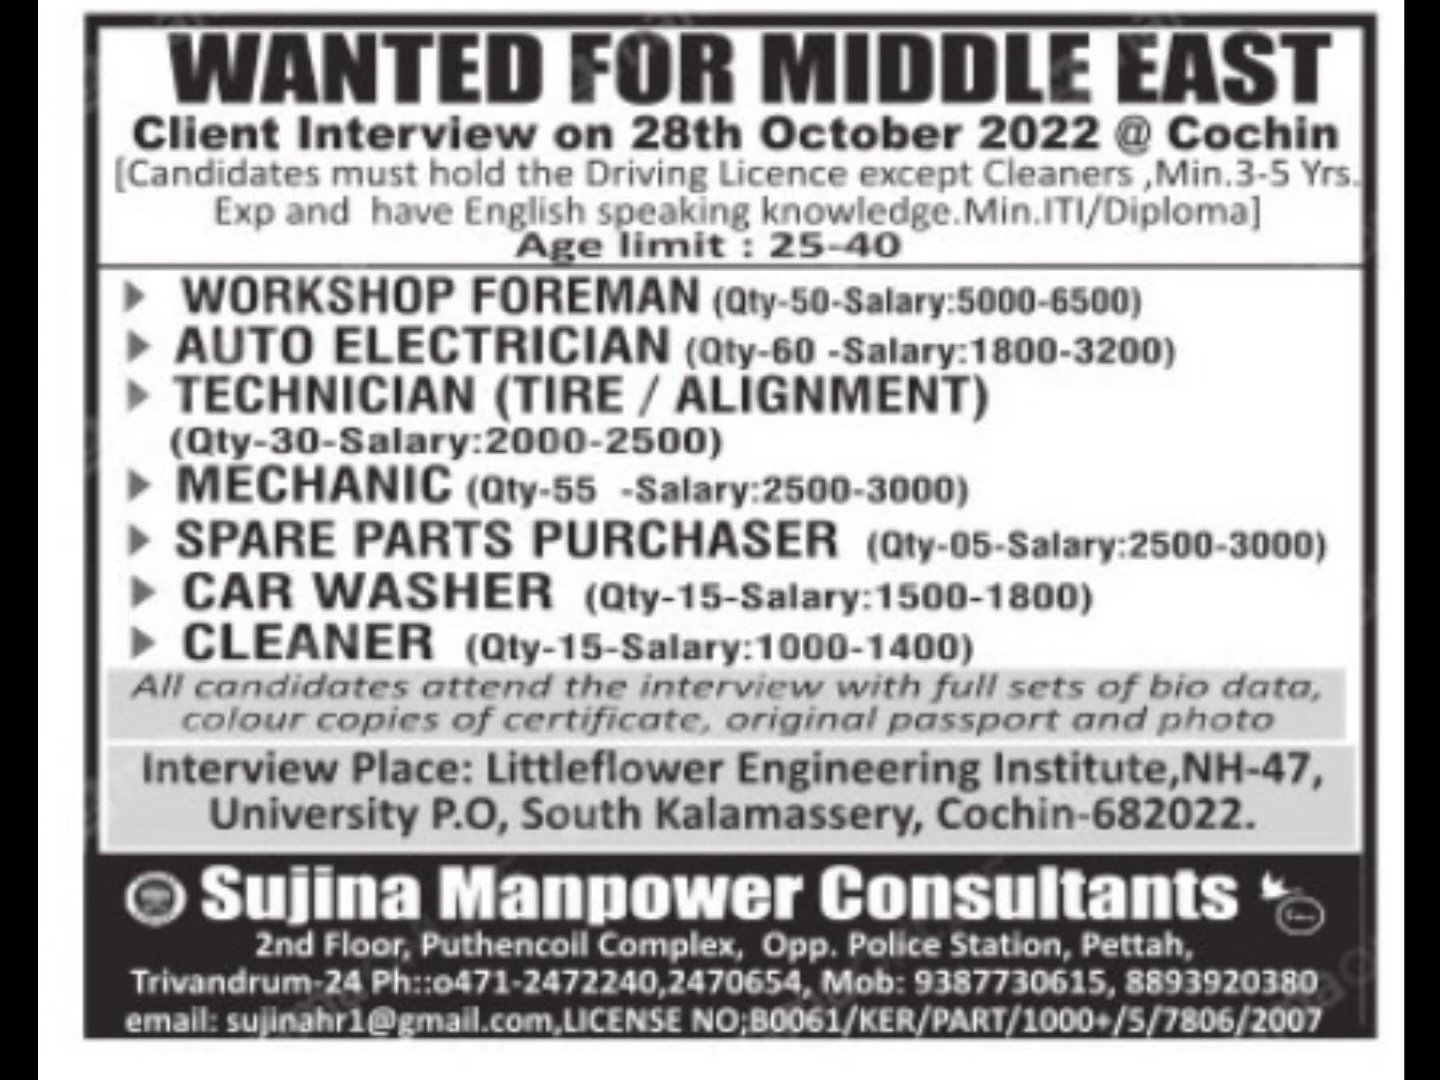 WANTED FOR MIDDLE EAST
Client Interview on 28th October 2022 @ Cochin
[Candidates must hold the Driving Licence except Cleaners ,Min.3-5 Yrs.
Exp and have English speaking knowledge.Min.ITI/Diploma]
Age limit : 25-40
WORKSHOP FOREMAN (Qty-50-Salary:5000-6500)
AUTO ELECTRICIAN (Qty-60 -Salary:1800-3200)
TECHNICIAN (TIRE / ALIGNMENT)
(Qty-30-Salary:2000-2500)
MECHANIC (Qty-55 -Salary:2500-3000)
SPARE PARTS PURCHASER (Qty-05-Salary:2500-3000)
CAR WASHER (Qty-15-Salary:1500-1800)
CLEANER (Qty-15-Salary:1000-1400)
All candidates attend the interview with full sets of bio data,
colour copies of certificate, original passport and photo
Interview Place: Littleflower Engineering Institute,NH-47,
University P.O, South Kalamassery, Cochin-682022.
Sujina Manpower Consultants
2nd Floor, Puthencoil Complex, Opp. Police Station, Pettah,
Trivandrum-24 Ph::o471-2472240,2470654, Mob: 9387730615, 8893920380
email: sujinahr1@gmail.com,LICENSE NO;B0061/KER/PART/1000+/5/7806/2007